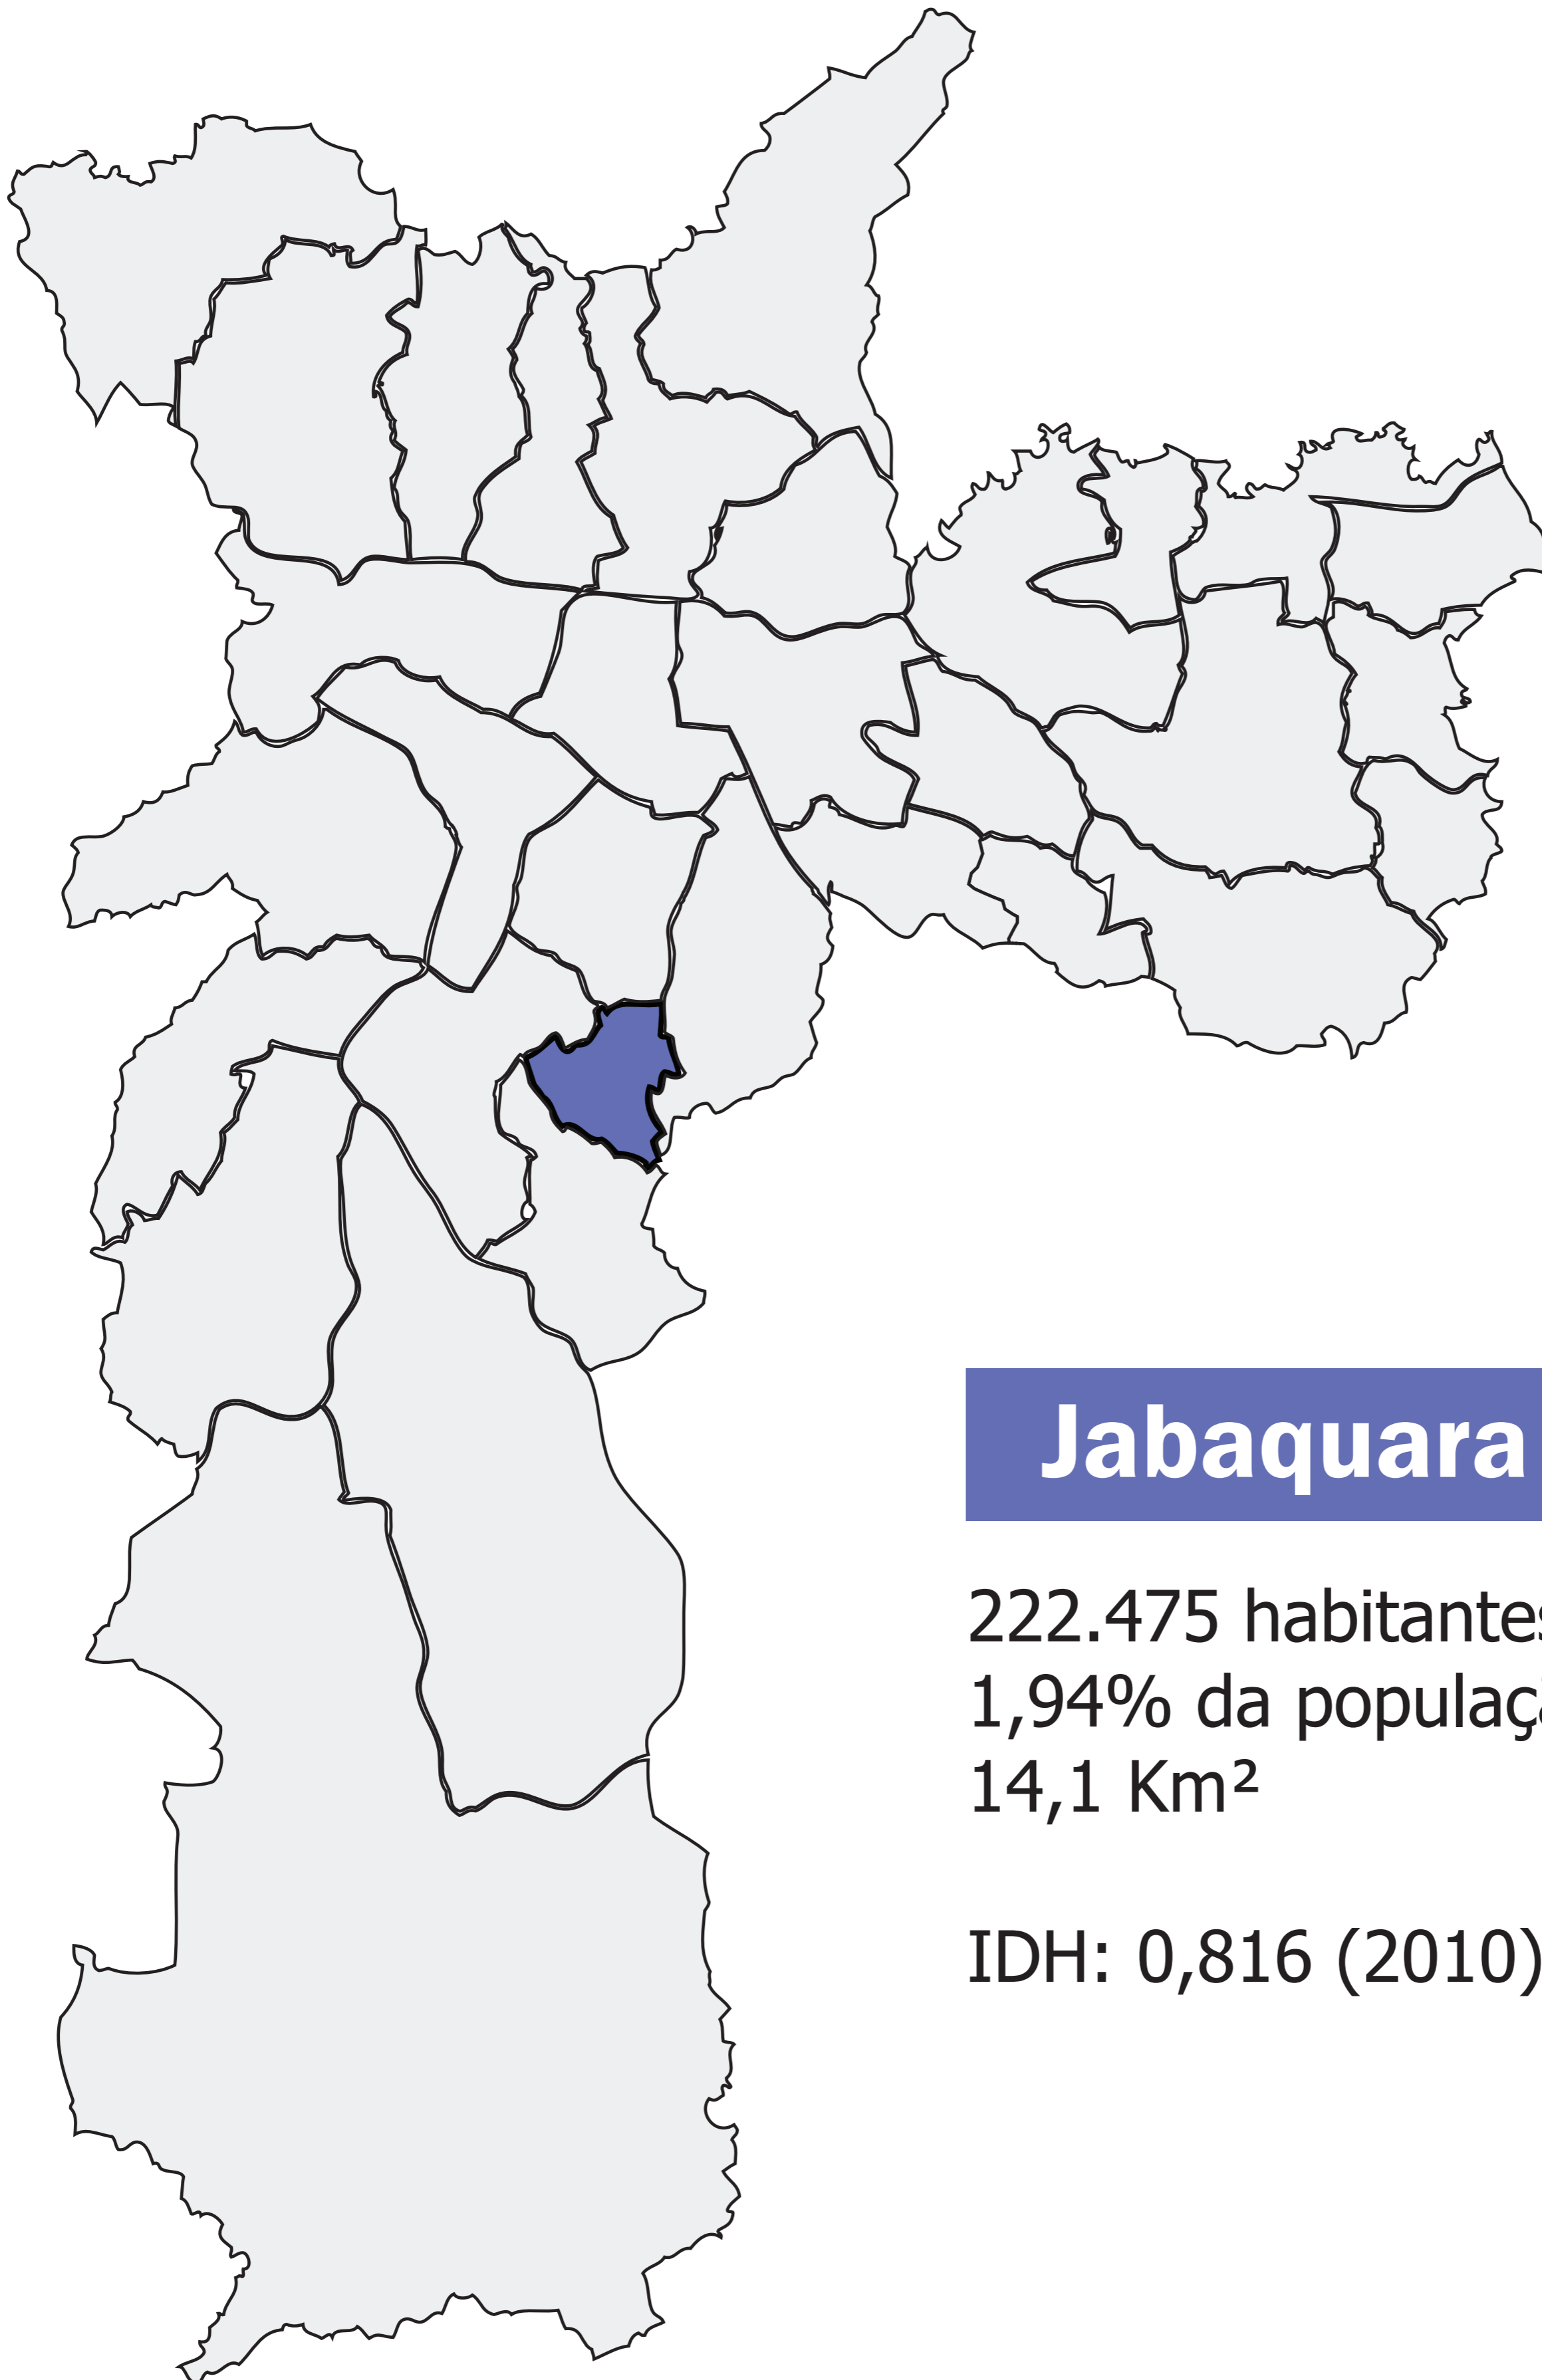 Jabaquara
222.475 habitantes
1,94% da populaç
14,1 Km²
IDH: 0,816 (2010)